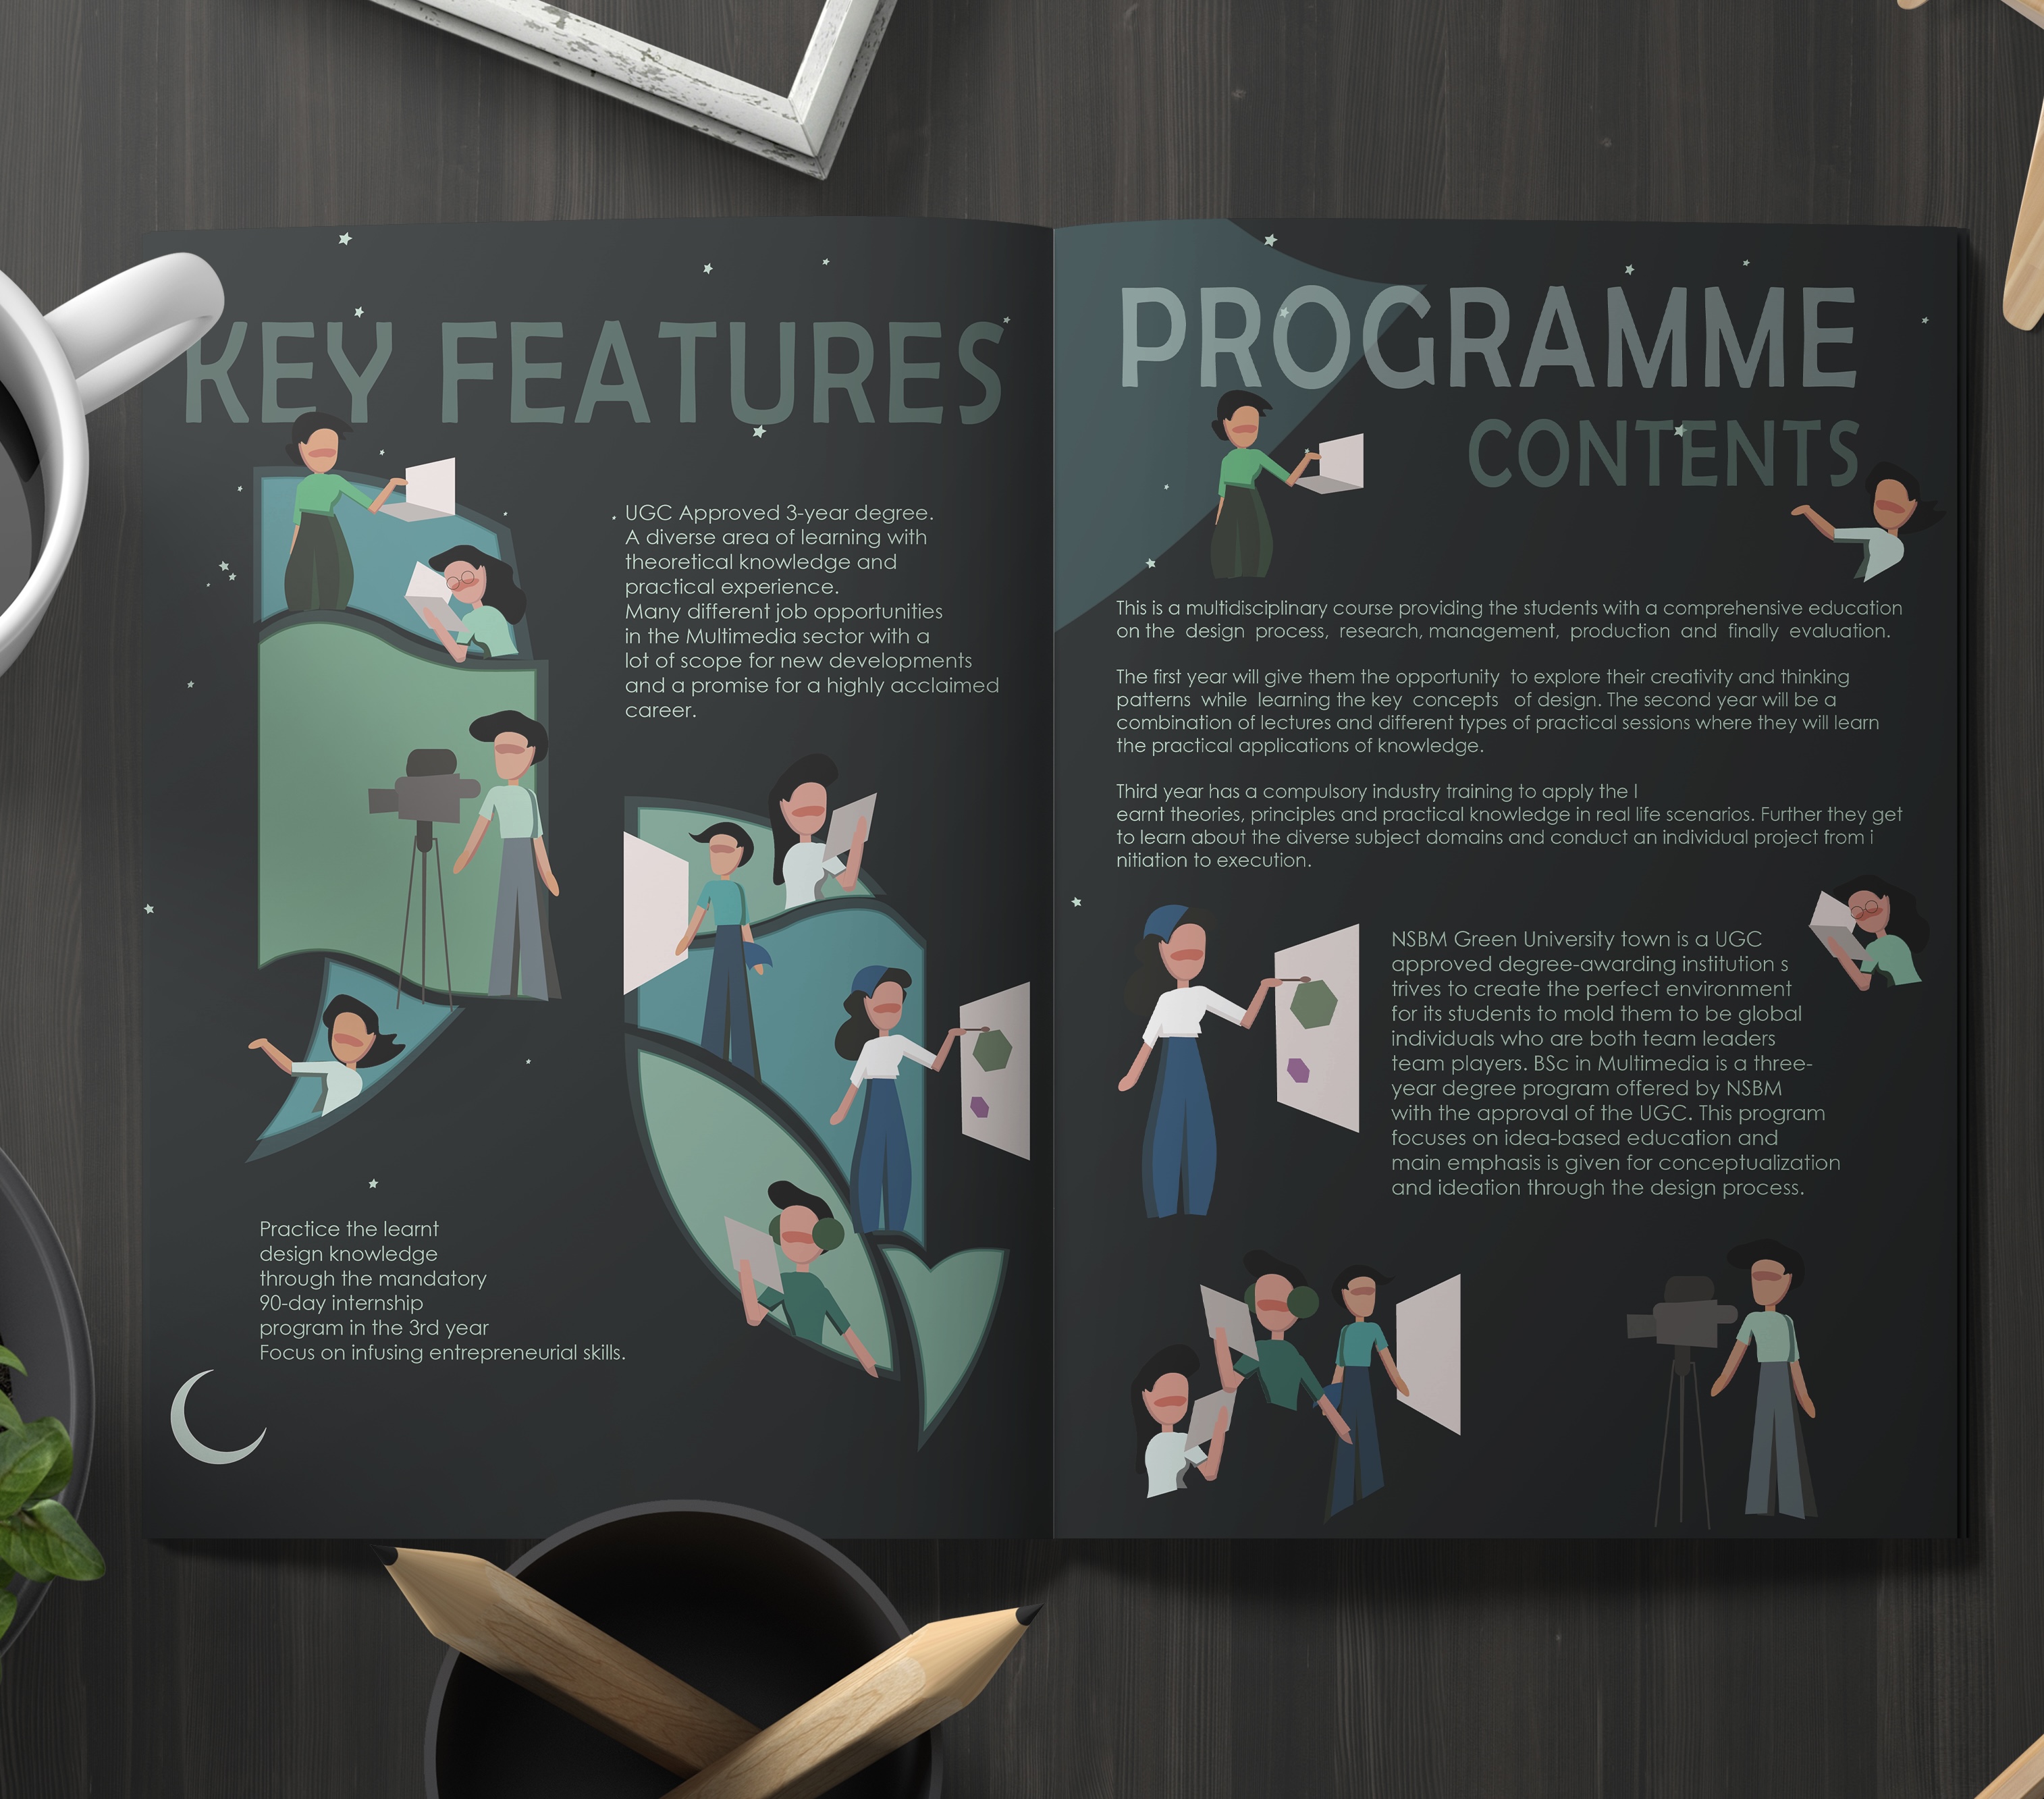 KEY FEATURES
UGC Approved 3-year degree.
A diverse area of learning with
theoretical knowledge and
practical experience.
Many different job opportunities
in the Multimedia sector with a
lot of scope for new developments
and a promise for a highly acclaimed
career.
Practice the learnt
design knowledge
through the mandatory
90-day internship
program in the 3rd year
Focus on infusing entrepreneurial skills.
PROGRAMME
CONTENTS
This is a multidisciplinary course providing the students with a comprehensive education
on the design process, research, management, production and finally evaluation.
The first year will give them the opportunity to explore their creativity and thinking
patterns while learning the key concepts of design. The second year will be a
combination of lectures and different types of practical sessions where they will learn
the practical applications of knowledge.
Third year has a compulsory industry training to apply the l
earnt theories, principles and practical knowledge in real life scenarios. Further they get
to learn about the diverse subject domains and conduct an individual project from i
nitiation to execution.
NSBM Green University town is a UGC
approved degree-awarding institution s
trives to create the perfect environment
for its students to mold them to be global
individuals who are both team leaders
team players. BSc in Multimedia is a three-
year degree program offered by NSBM
with the approval of the UGC. This program
focuses on idea-based education and
main emphasis is given for conceptualization
and ideation through the design process.